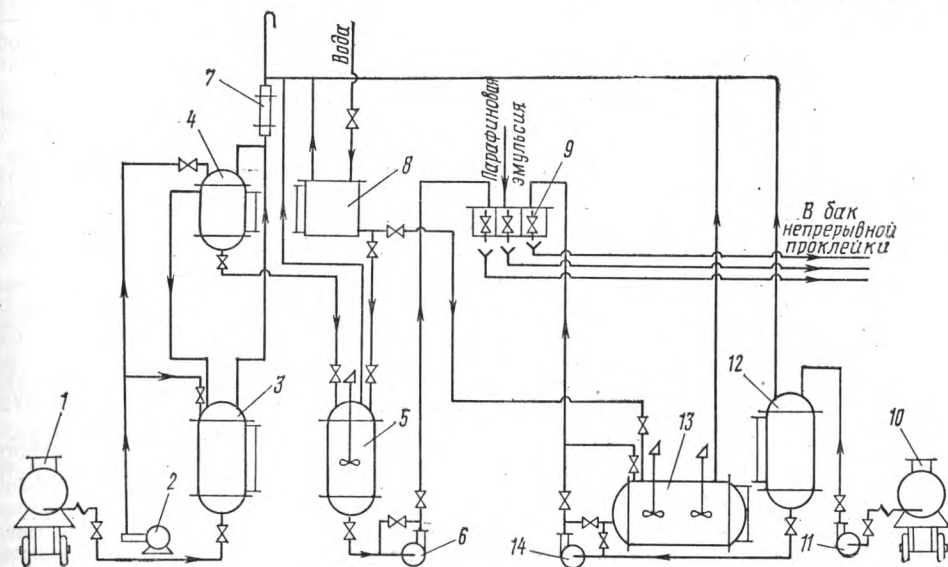 Вода
7
4
8
Парафиновая
эмульсия
9
В бак
непрерывной
проклейки
3
1
2
5
6
12
13
10
14
11